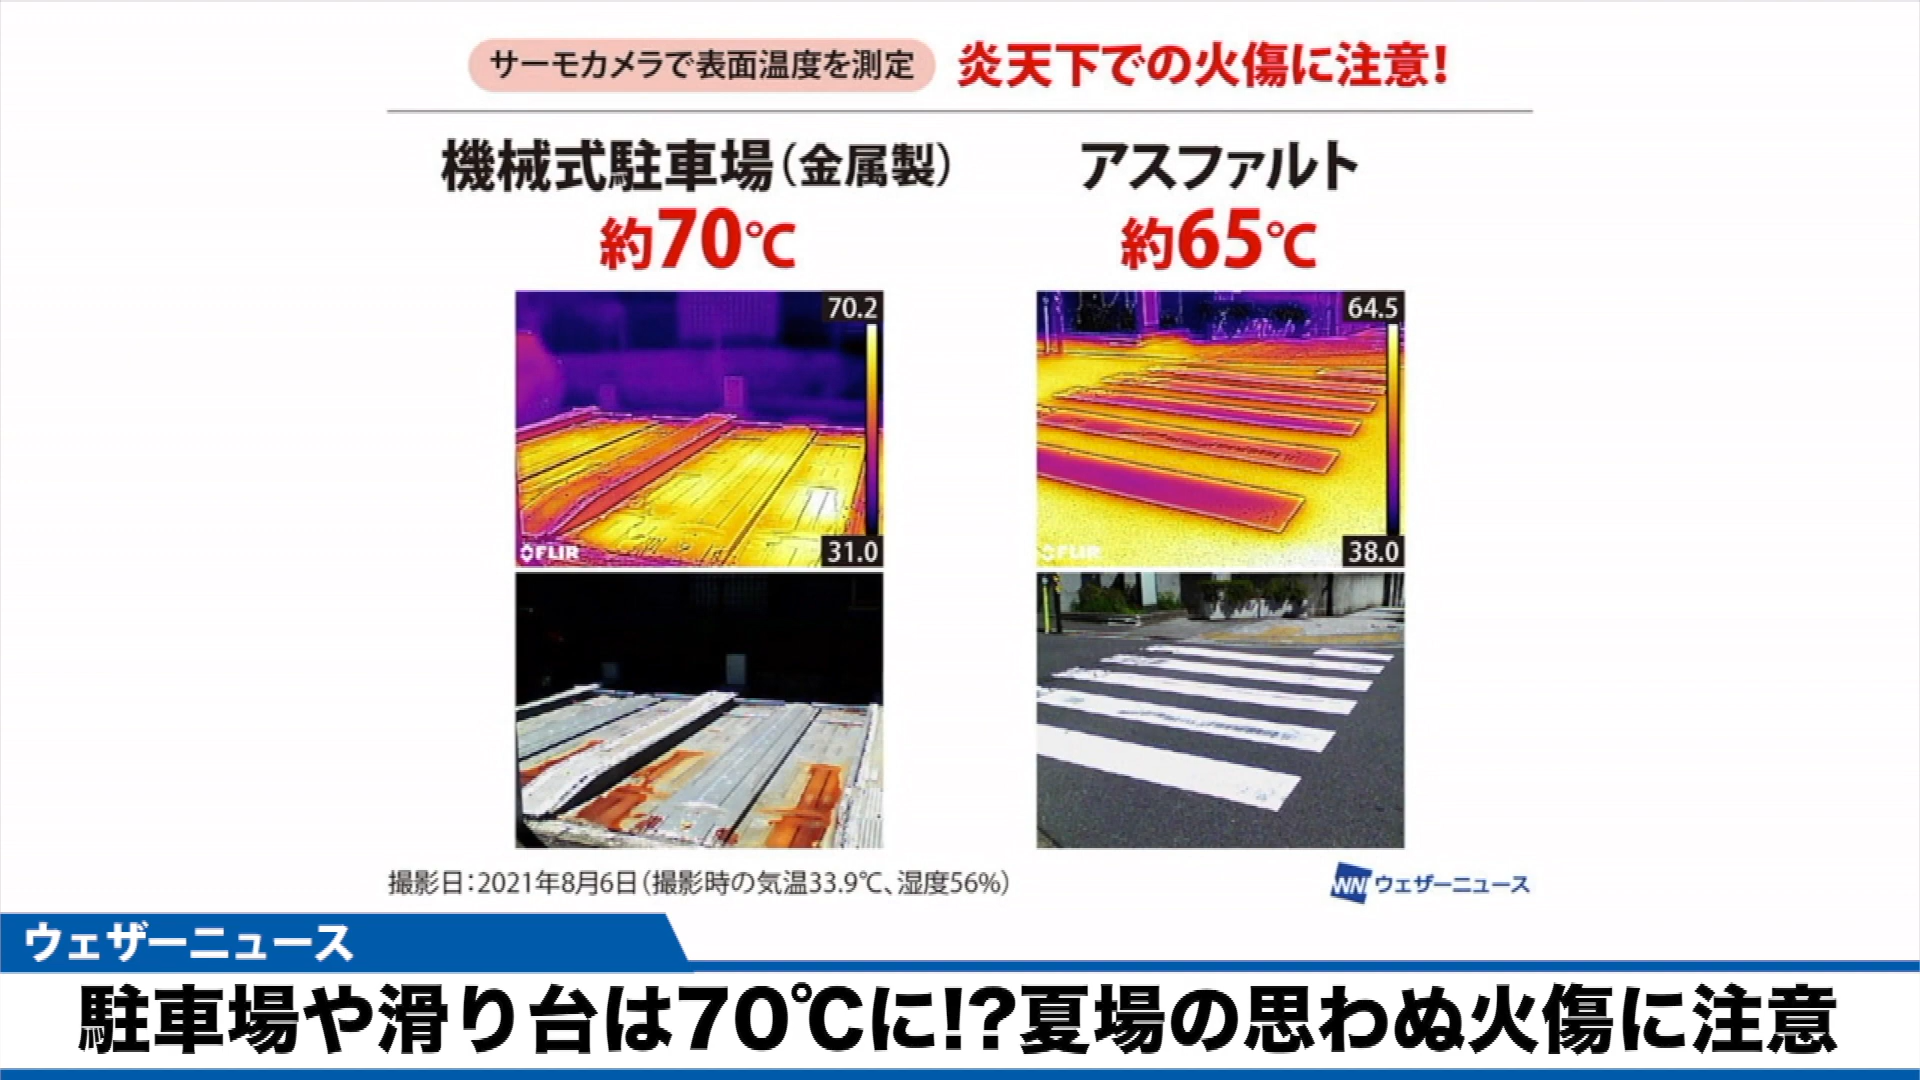 サーモカメラで表面温度を測定 炎天下での火傷に注意!
機械式駐車場(金属製)
約70℃
アスファルト
約65℃
70.2
FLIR
31.0
64.5
FLIR
38.0
撮影日:2021年8月6日(撮影時の気温33.9℃、湿度56%)
WNI ウェザーニュース
ウェザーニュース
駐車場や滑り台は70℃に!?夏場の思わぬ火傷に注意